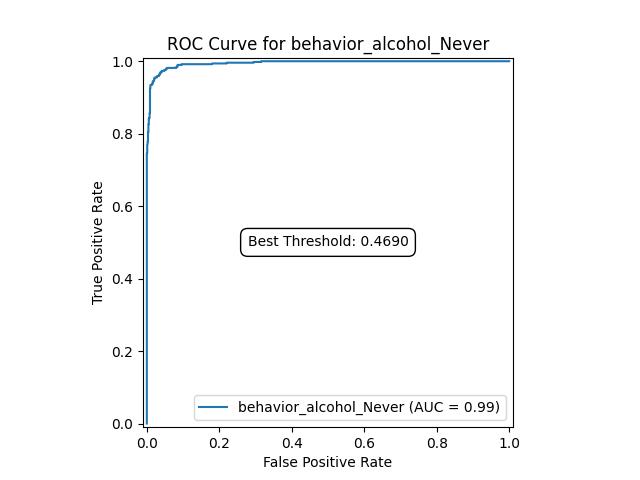 ROC Curve for behavior_alcohol_Never
1.0
0.8
0.6
0.4
0.2
0.0
True Positive Rate
Best Threshold: 0.4690
behavior_alcohol_Never (AUC = 0.99)
0.0 0.2 0.4 0.6 0.8 1.0
False Positive Rate